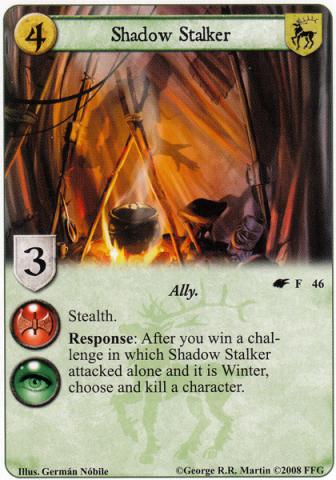 4
Shadow Stalker
3
F 46
Ally.
Stealth.
Response: After you win a chal-
lenge in which Shadow Stalker
attacked alone and it is Winter,
choose and kill a character.
Illus. Germán Nóbile ©George R.R. Martin ©2008 FFG